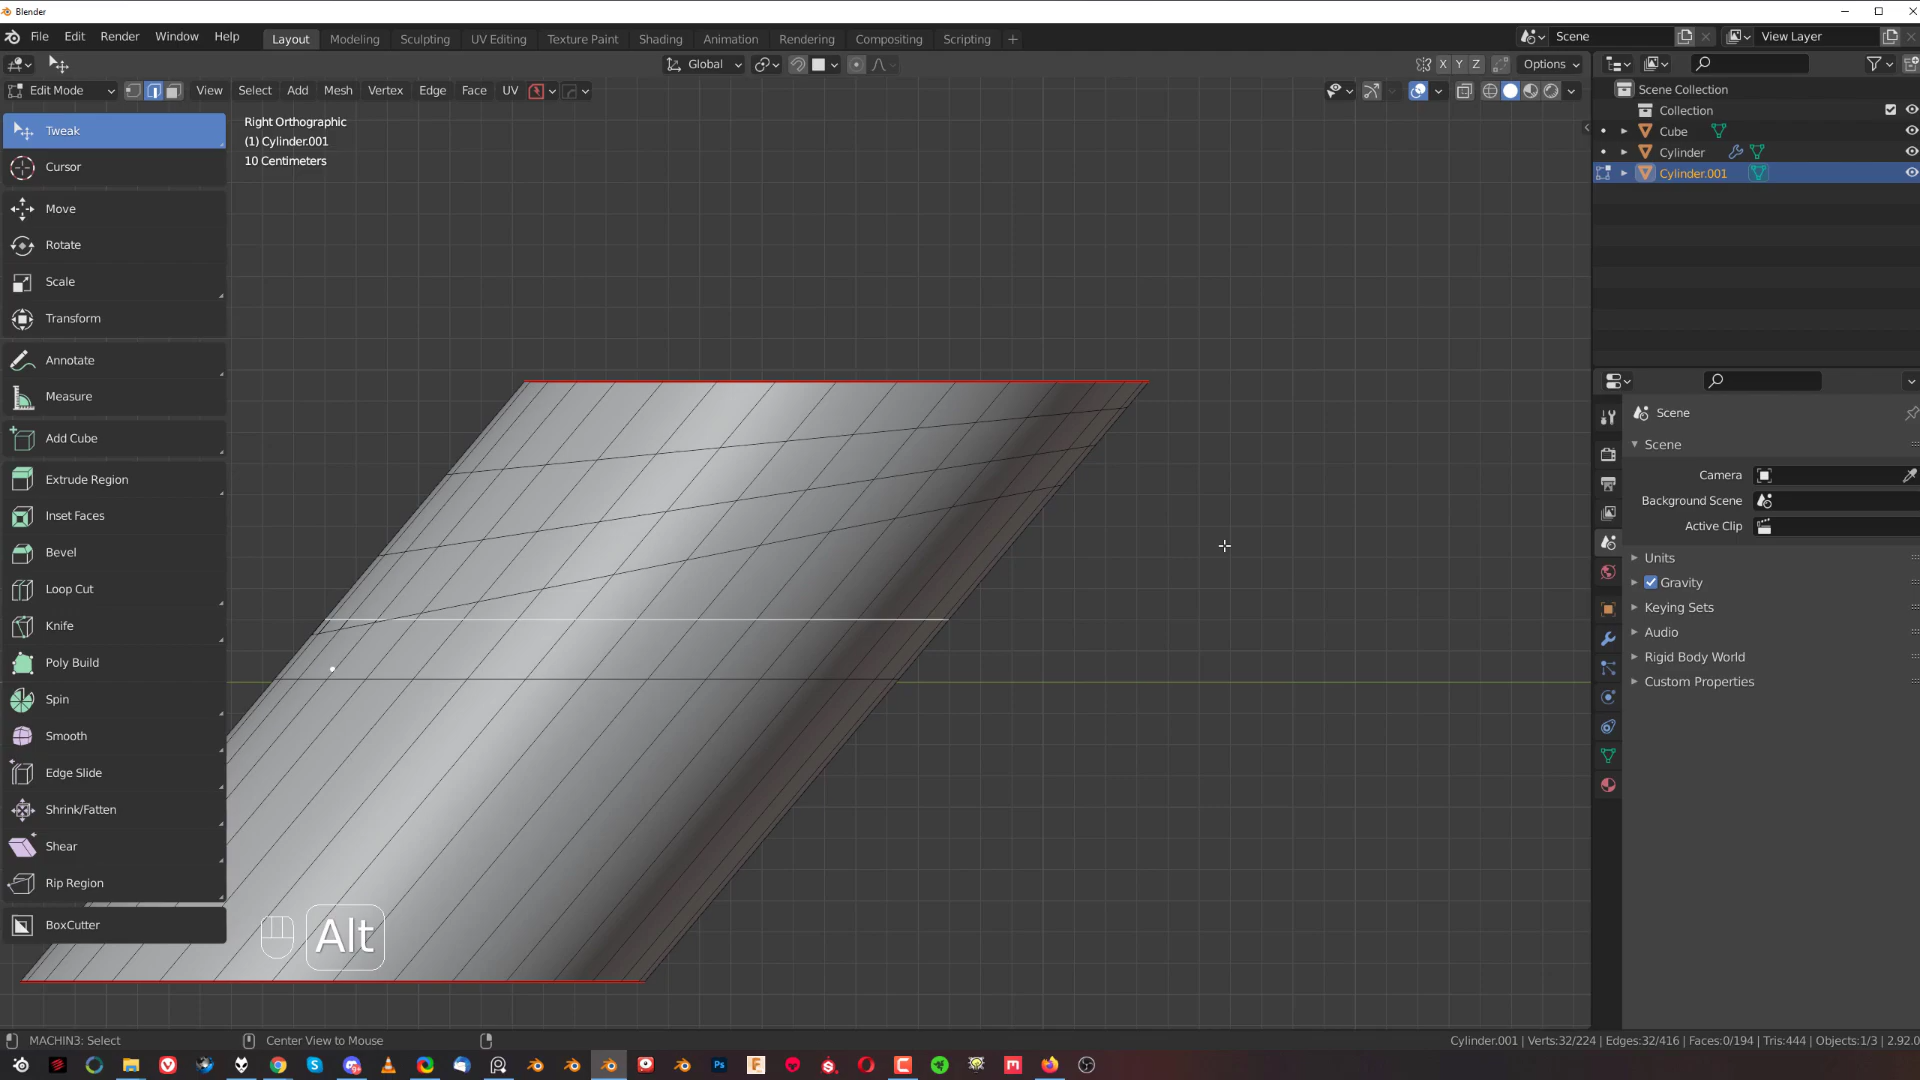 Blender
File Edit Render Window Help
Layout Modeling Sculpting UV Editing Texture Paint Shading Animation Rendering Compositing Scripting +
Scene View Layer
Global
X Y Z Options
Edit Mode View Select Add Mesh Vertex Edge Face UV
Right Orthographic
(1) Cylinder.001
10 Centimeters
Tweak
Cursor
Move
Rotate
Scale
Transform
Annotate
Measure
Add Cube
Extrude Region
Inset Faces
Bevel
Loop Cut
Knife
Poly Build
Spin
Smooth
Edge Slide
Shrink/Fatten
Shear
Rip Region
BoxCutter
Alt
Scene Collection
Collection
Cube
Cylinder
Cylinder.001
Scene
Scene
Camera
Background Scene
Active Clip
Units
Gravity
Keying Sets
Audio
Rigid Body World
Custom Properties
MACHIN3: Select Center View to Mouse
Cylinder.001 | Verts:32/224 | Edges:32/416 | Faces:0/194 | Tris:444 | Objects:1/3 | 2.92.0